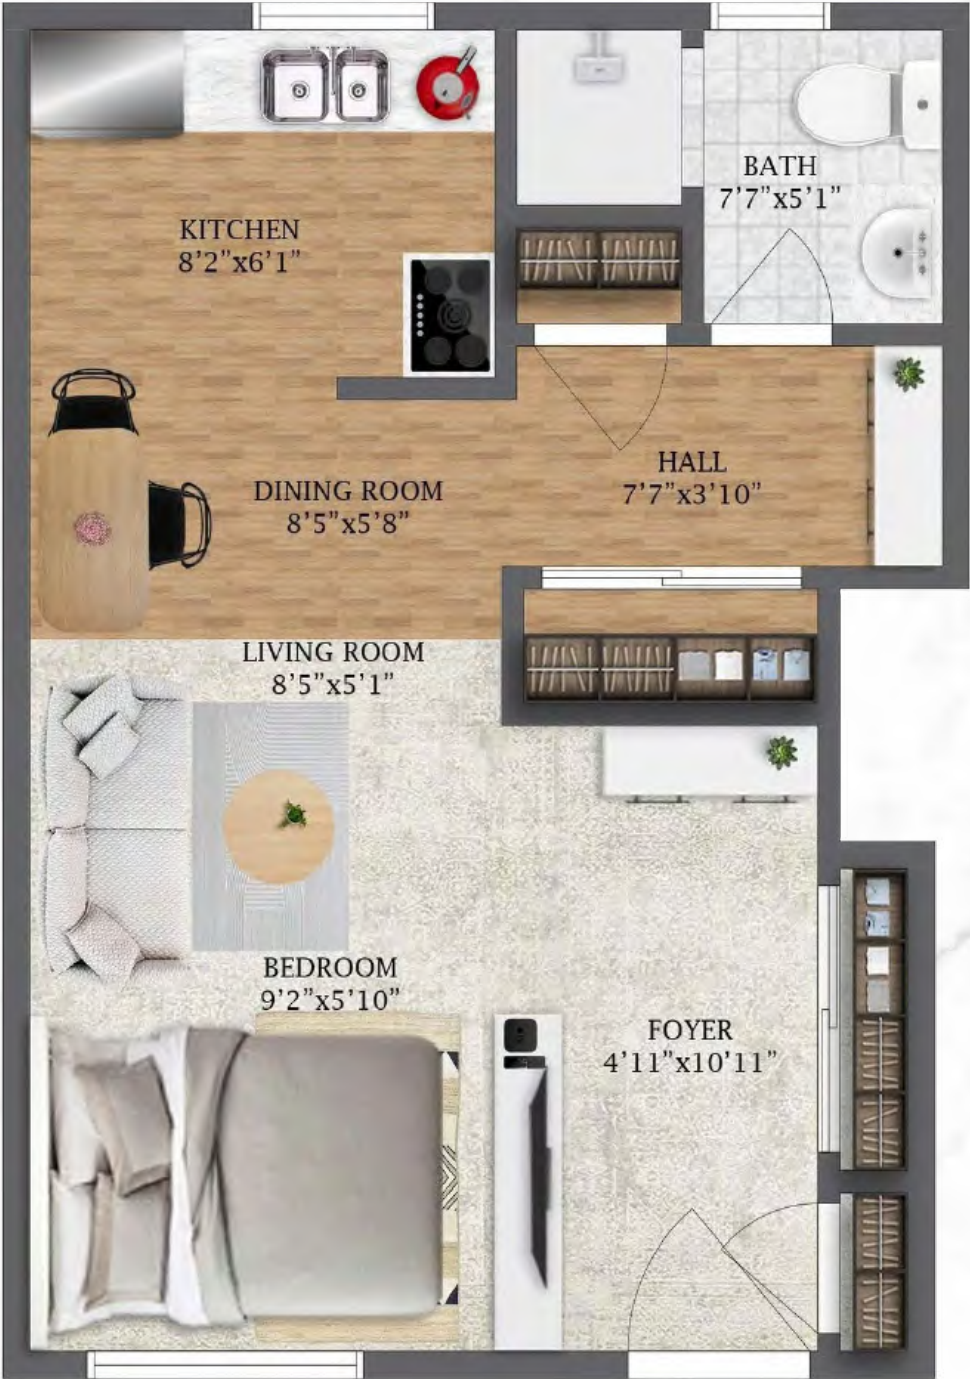 BATH
7’7”x5’1”
KITCHEN
8’2”x6’1”
HALL
7’7”x3’10”
DINING ROOM
8’5”x5’8”
LIVING ROOM
8’5”x5’1”
BEDROOM
9’2”x5’10”
FOYER
4’11”x10’11”